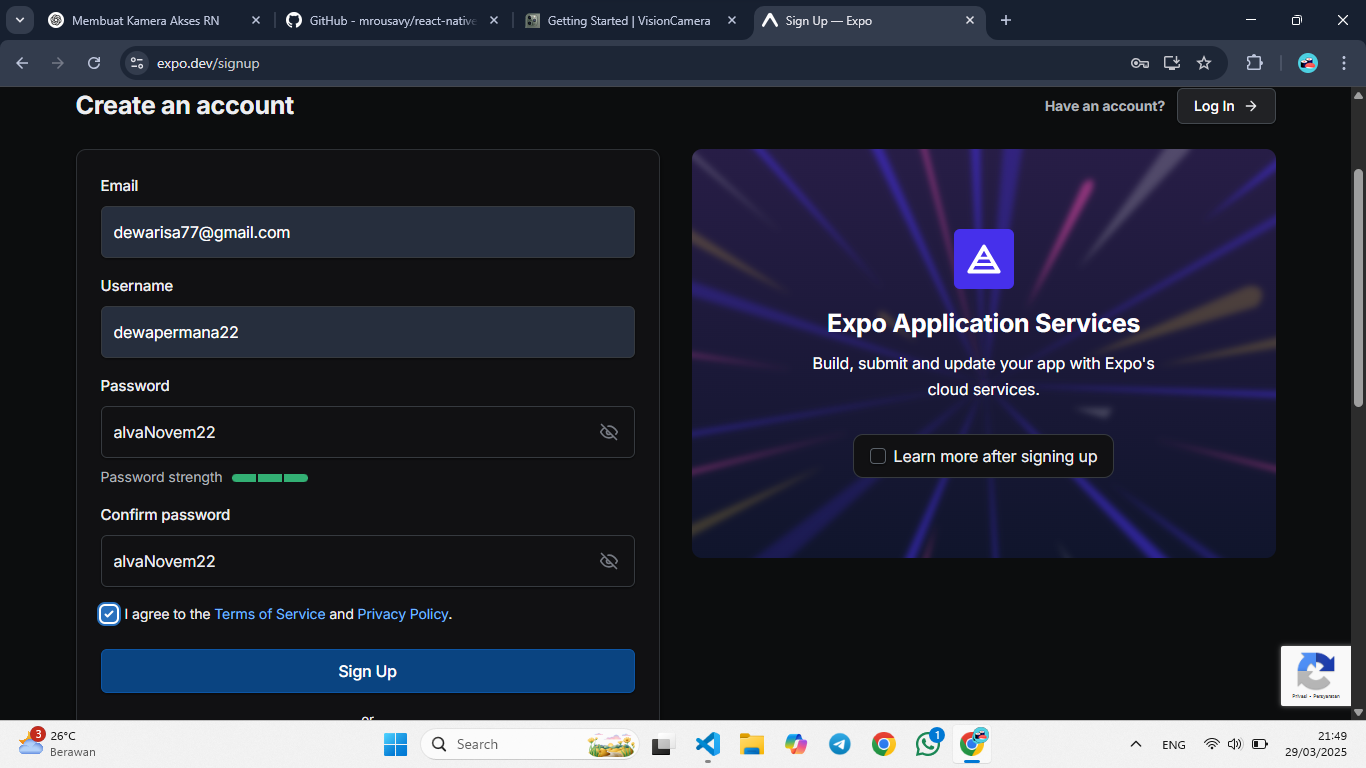 Membuat Kamera Akses RN
GitHub - mrousavy/react-native
Getting Started | VisionCamera
Sign Up — Expo
expo.dev/signup
Create an account
Have an account?
Log In
Email
dewarisa77@gmail.com
Username
dewapermana22
Password
alvaNovem22
Password strength
Confirm password
alvaNovem22
I agree to the Terms of Service and Privacy Policy.
Sign Up
or
Expo Application Services
Build, submit and update your app with Expo's
cloud services.
Learn more after signing up
Privasi • Persyaratan
3
26°C
Berawan
Search
1
ENG
21:49
29/03/2025